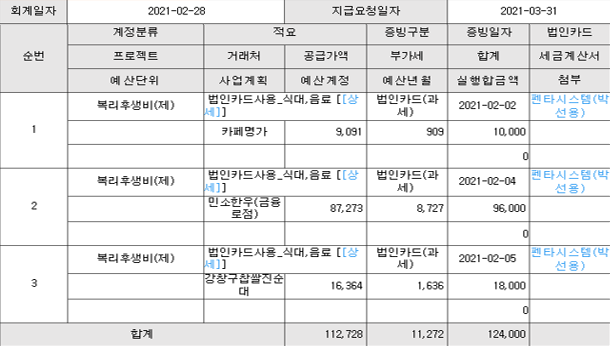 회계일자 2021-02-28 지급요청일자 2021-03-31
순번 계정분류 적요 증빙구분 증빙일자 법인카드
프로젝트 거래처 공급가액 부가세 합계 세금계산서
예산단위 사업계획 예산계정 예산년월 실행합금액 첨부
1 복리후생비(제) 법인카드사용_식대,음료 [[상세]] 법인카드(과세) 2021-02-02 펜타시스템(박선용)
카페명가 9,091 909 10,000
0
2 복리후생비(제) 법인카드사용_식대,음료 [[상세]] 법인카드(과세) 2021-02-04 펜타시스템(박선용)
민소한우(금융로점) 87,273 8,727 96,000
0
3 복리후생비(제) 법인카드사용_식대,음료 [[상세]] 법인카드(과세) 2021-02-05 펜타시스템(박선용)
강창구찹쌀진순대 16,364 1,636 18,000
0
합계 112,728 11,272 124,000